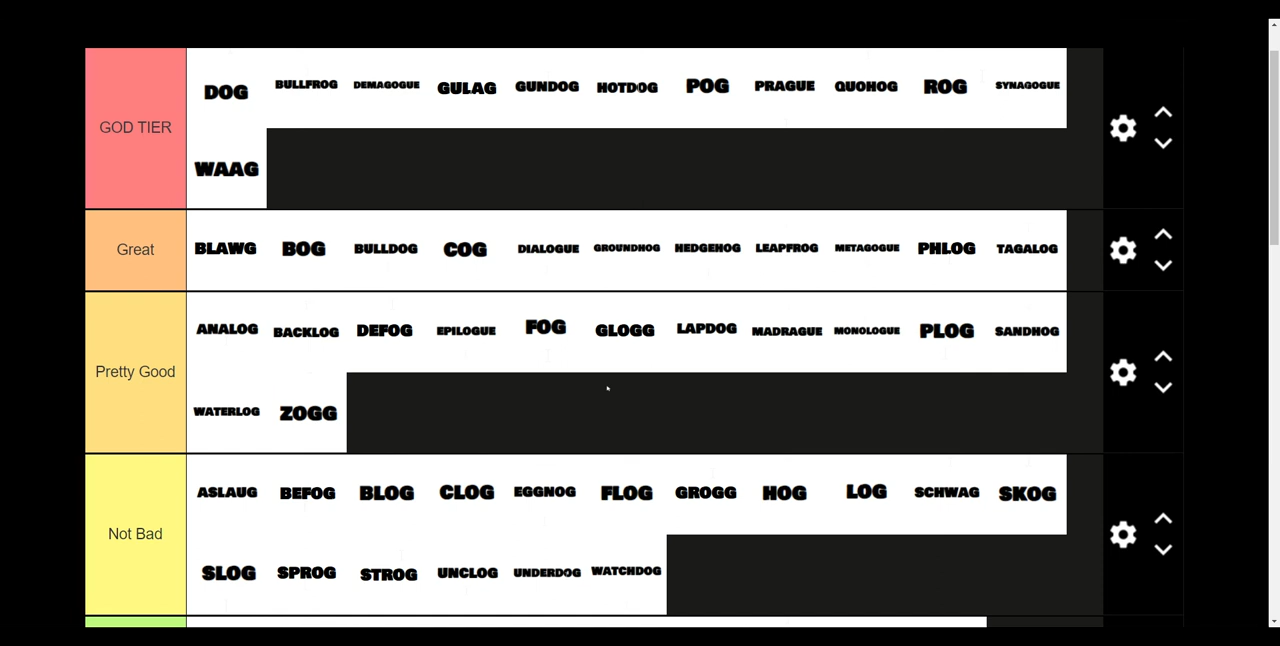 GOD TIER
DOG BULLFROG DEMAGOGUE GULAG GUNDOG HOTDOG POG PRAGUE QUOHOG ROG SYNAGOGUE
WAAG
Great
BLAWG BOG BULLDOG COG DIALOGUE GROUNDHOG HEDGEHOG LEAPFROG METAGOGUE PHLOG TAGALOG
Pretty Good
ANALOG BACKLOG DEFOG EPILOGUE FOG GLOGG LAPDOG MADRAGUE MONOLOGUE PLOG SANDHOG
WATERLOG ZOGG
Not Bad
ASLAUG BEFOG BLOG CLOG EGGNOG FLOG GROGG HOG LOG SCHWAG SKOG
SLOG SPROG STROG UNCLOG UNDERDOG WATCHDOG